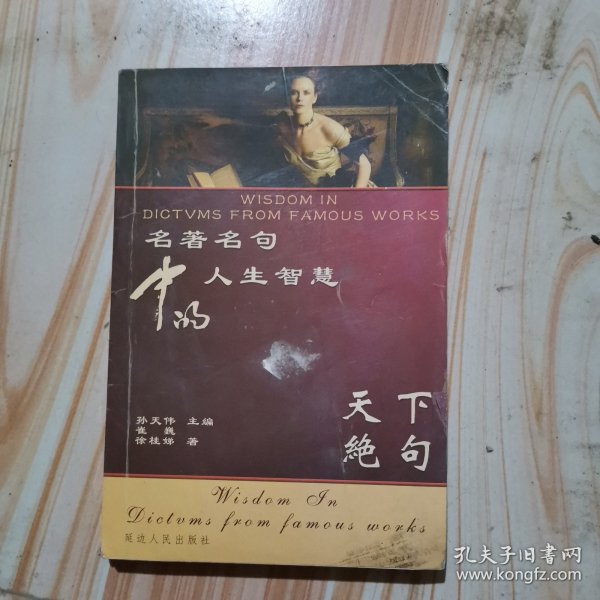 WISDOM IN
DICTVMS FROM FAMOUS WORKS
名著名句
中的人生智慧
天下
絶句
孙天伟 主编
崔巍
徐桂娣 著
Wisdom In
Dictvms from famous works
延边人民出版社
孔夫子旧书网
www.kongfz.com